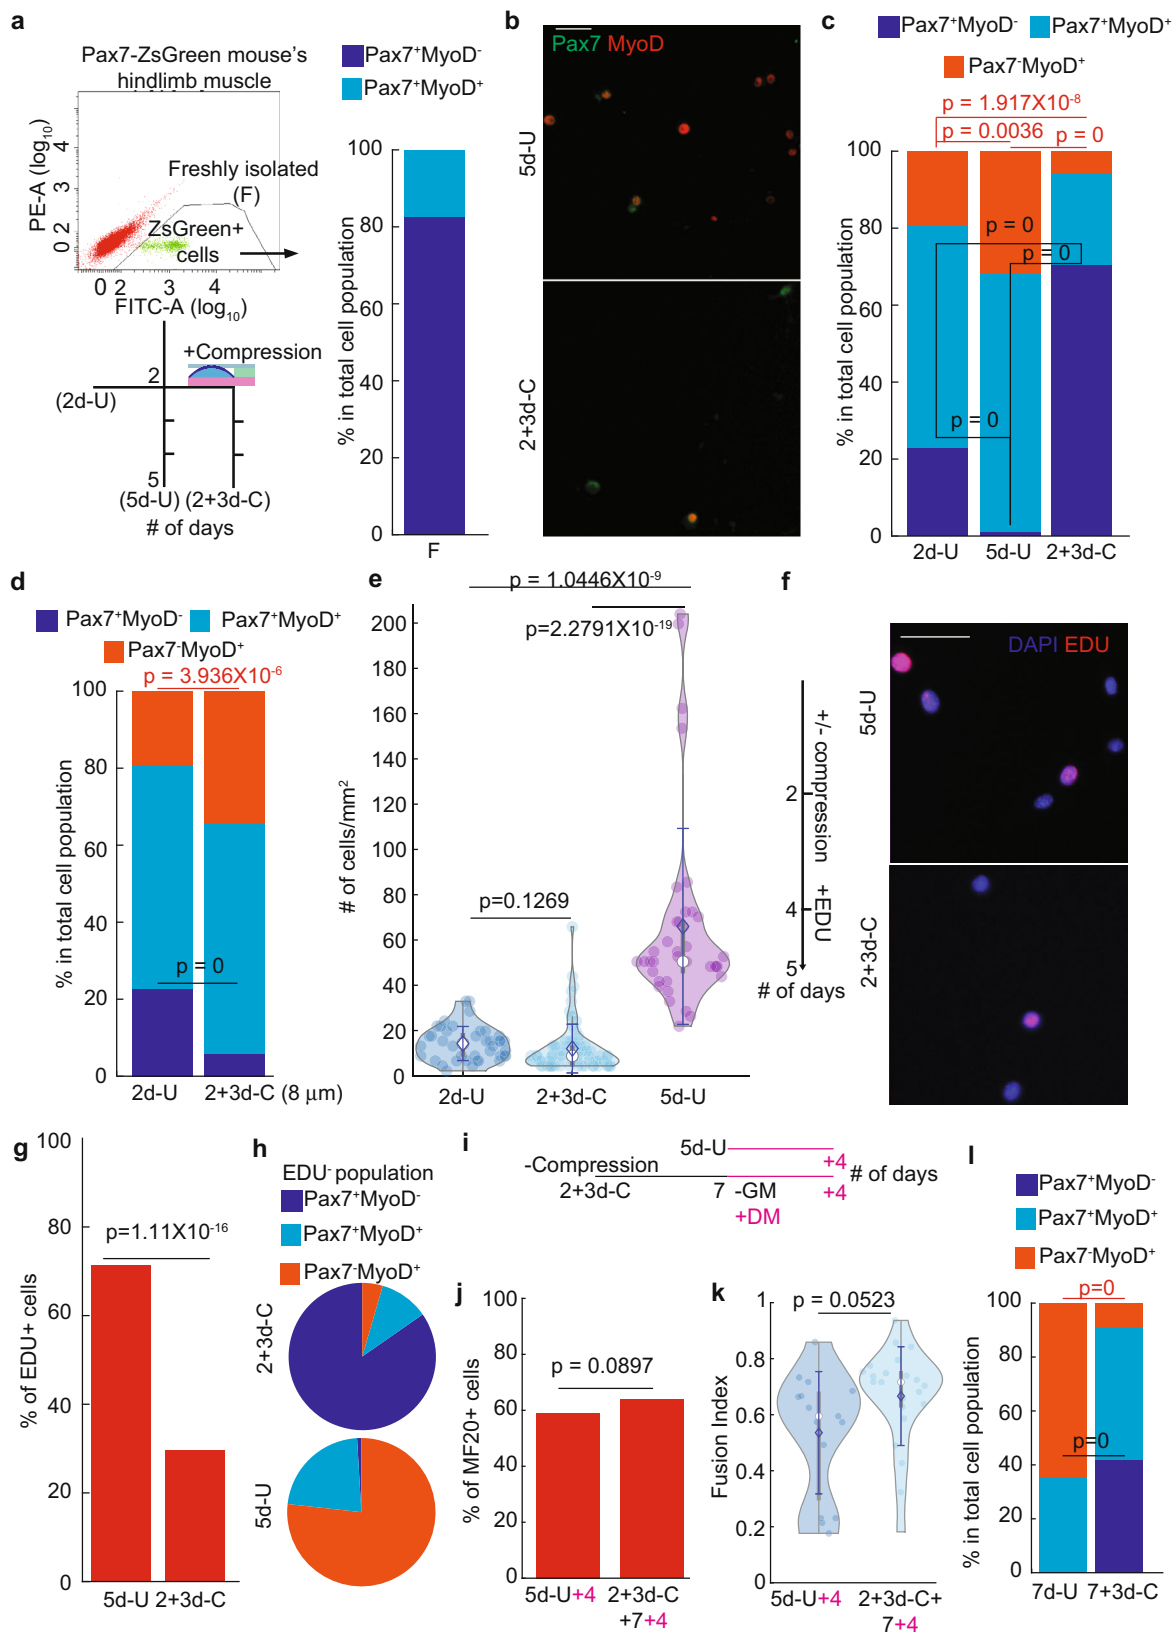 a
Pax7-ZsGreen mouse's
hindlimb muscle
PE-A (log10)
4
3
2
0
Freshly isolated
(F)
ZsGreen+
cells
0 2 3 4
FITC-A (log10)
+Compression
2
(2d-U)
5
(5d-U) (2+3d-C)
# of days
Pax7+MyoD-
Pax7+MyoD+
% in total cell population
100
80
60
40
20
0
F
b
Pax7 MyoD
5d-U
2+3d-C
c
Pax7+MyoD- Pax7+MyoD+
Pax7-MyoD+
p = 1.917X10-8
p = 0.0036 p = 0
% in total cell population
100
80
60
40
20
0
p = 0
p = 0
p = 0
2d-U 5d-U 2+3d-C
d
Pax7+MyoD- Pax7+MyoD+
Pax7-MyoD+
p = 3.936X10-6
% in total cell population
100
80
60
40
20
0
p = 0
2d-U 2+3d-C (8 μm)
e
p = 1.0446X10-9
p=2.2791X10-19
# of cells/mm2
200
180
160
140
120
100
80
60
40
20
0
p=0.1269
2d-U 2+3d-C 5d-U
+/- compression
+EDU
2
4
5
# of days
f
DAPI EDU
5d-U
2+3d-C
g
% of EDU+ cells
100
80
60
40
20
0
p=1.11X10-16
5d-U 2+3d-C
h
EDU- population
Pax7+MyoD-
Pax7+MyoD+
Pax7-MyoD+
2+3d-C
5d-U
i
5d-U
+4
-Compression
# of days
2+3d-C 7 -GM +4
+DM
j
% of MF20+ cells
100
80
60
40
20
0
p = 0.0897
5d-U+4 2+3d-C
+7+4
k
p = 0.0523
Fusion Index
1
0.8
0.6
0.4
0.2
5d-U+4 2+3d-C+
7+4
l
Pax7+MyoD-
Pax7+MyoD+
Pax7-MyoD+
p=0
% in total cell population
100
80
60
40
20
0
p=0
7d-U 7+3d-C